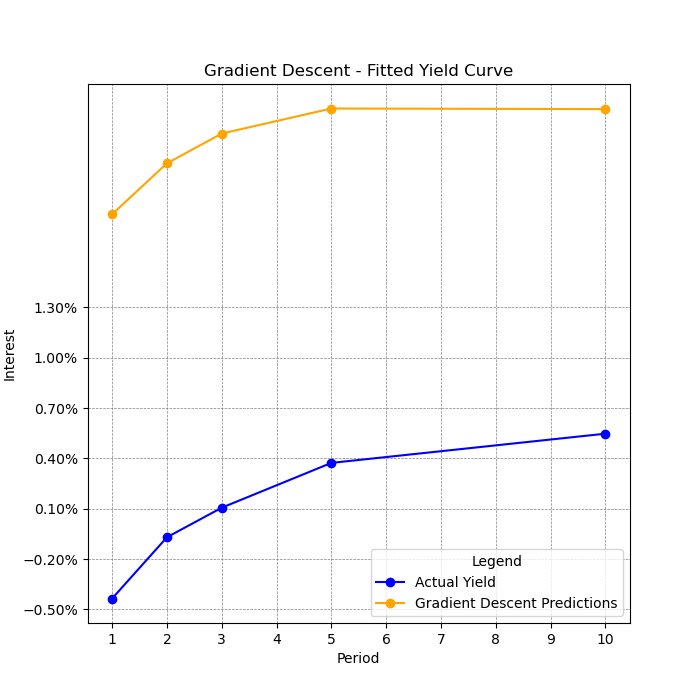 Gradient Descent - Fitted Yield Curve
Interest
1.30%
1.00%
0.70%
0.40%
0.10%
−0.20%
−0.50%
Legend
Actual Yield
Gradient Descent Predictions
1 2 3 4 5 6 7 8 9 10
Period